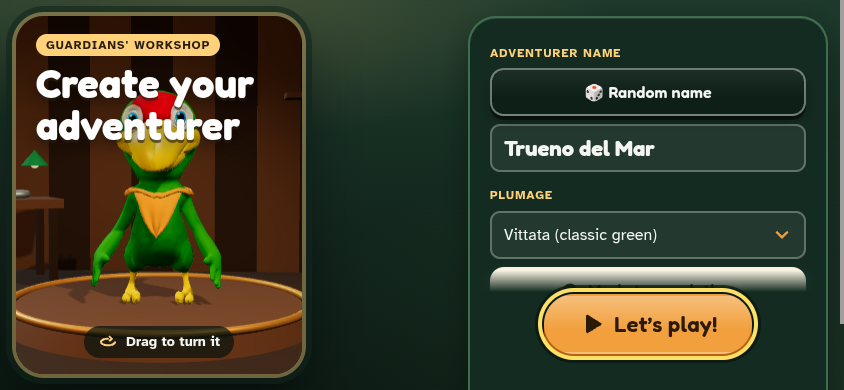 GUARDIANS' WORKSHOP
Create your
adventurer
Drag to turn it
ADVENTURER NAME
🎲 Random name
Trueno del Mar
PLUMAGE
Vittata (classic green)
Let's play!